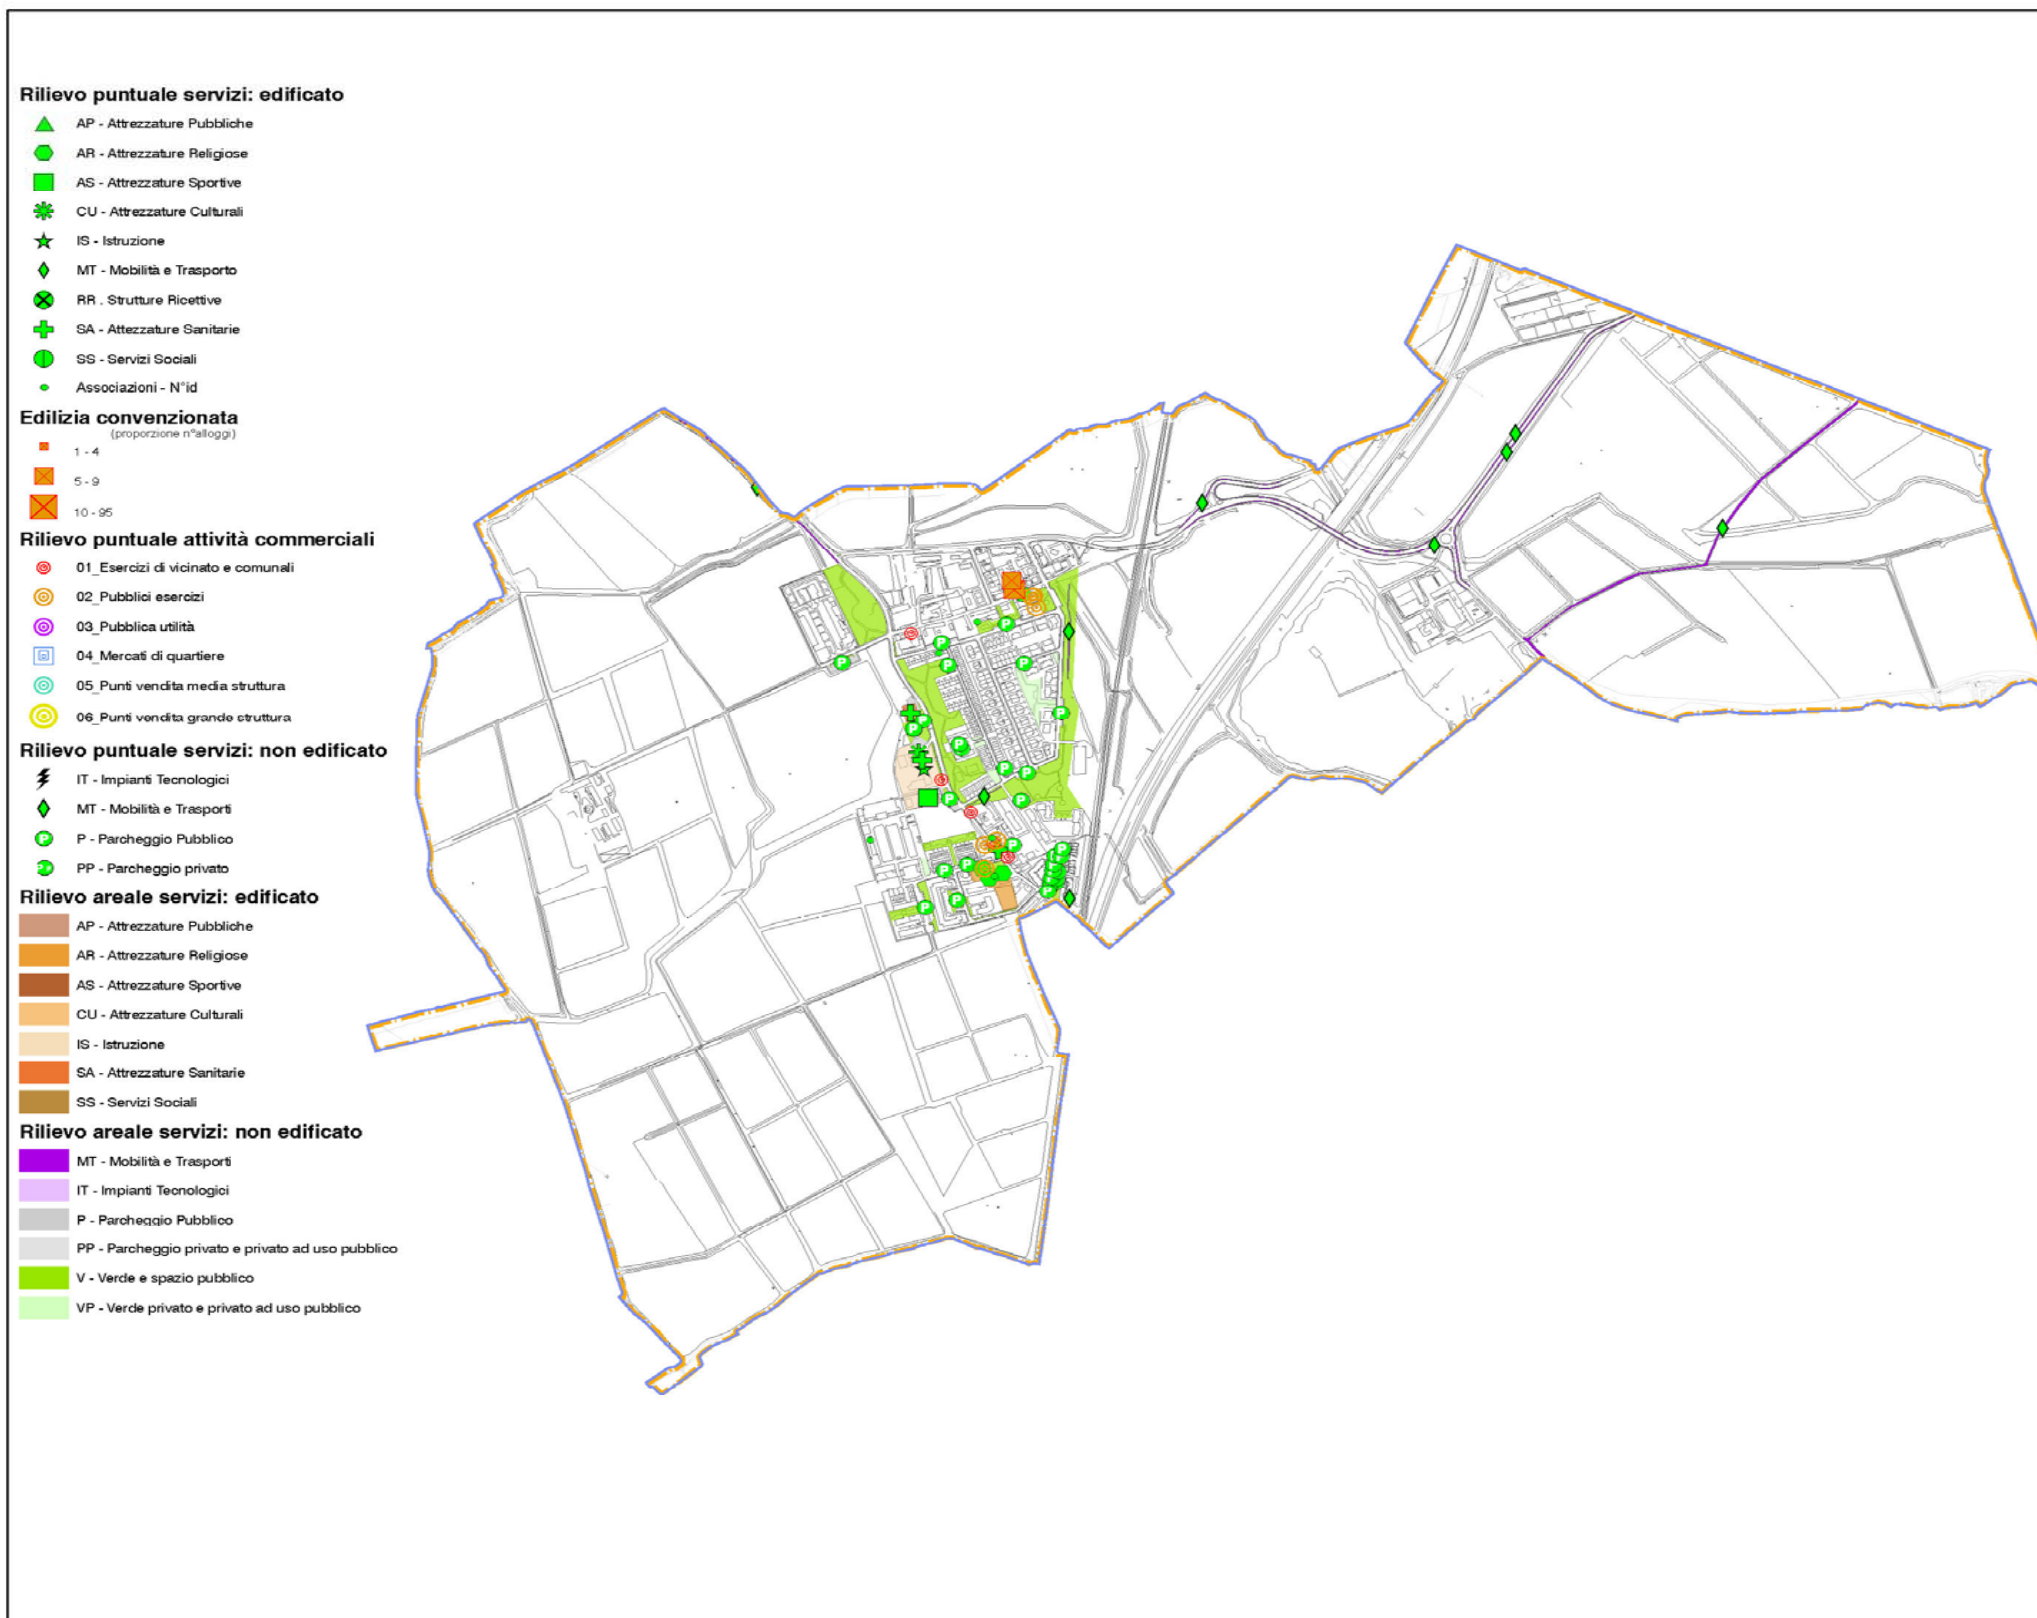 Rilievo puntuale servizi: edificato
AP - Attrezzature Pubbliche
AR - Attrezzature Religiose
AS - Attrezzature Sportive
CU - Attrezzature Culturali
IS - Istruzione
MT - Mobilità e Trasporto
RR . Strutture Ricettive
SA - Attezzature Sanitarie
SS - Servizi Sociali
Associazioni - N°id
Edilizia convenzionata
(proporzione n°alloggi)
1 - 4
5 - 9
10 - 95
Rilievo puntuale attività commerciali
01_Esercizi di vicinato e comunali
02_Pubblici esercizi
03_Pubblica utilità
04_Mercati di quartiere
05_Punti vendita media struttura
06_Punti vendita grande struttura
Rilievo puntuale servizi: non edificato
IT - Impianti Tecnologici
MT - Mobilità e Trasporti
P - Parcheggio Pubblico
PP - Parcheggio privato
Rilievo areale servizi: edificato
AP - Attrezzature Pubbliche
AR - Attrezzature Religiose
AS - Attrezzature Sportive
CU - Attrezzature Culturali
IS - Istruzione
SA - Attrezzature Sanitarie
SS - Servizi Sociali
Rilievo areale servizi: non edificato
MT - Mobilità e Trasporti
IT - Impianti Tecnologici
P - Parcheggio Pubblico
PP - Parcheggio privato e privato ad uso pubblico
V - Verde e spazio pubblico
VP - Verde privato e privato ad uso pubblico